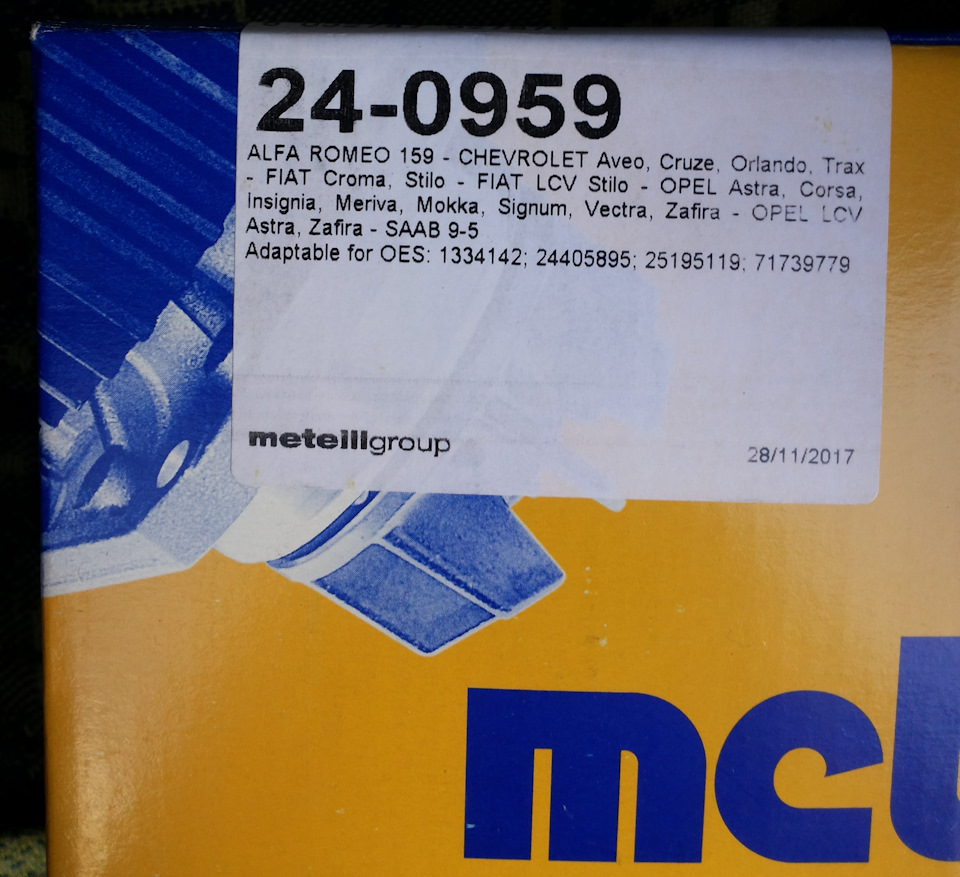 24-0959
ALFA ROMEO 159 - CHEVROLET Aveo, Cruze, Orlando, Trax
- FIAT Croma, Stilo - FIAT LCV Stilo - OPEL Astra, Corsa,
Insignia, Meriva, Mokka, Signum, Vectra, Zafira - OPEL LCV
Astra, Zafira - SAAB 9-5
Adaptable for OES: 1334142; 24405895; 25195119; 71739779
metelligroup
28/11/2017
met